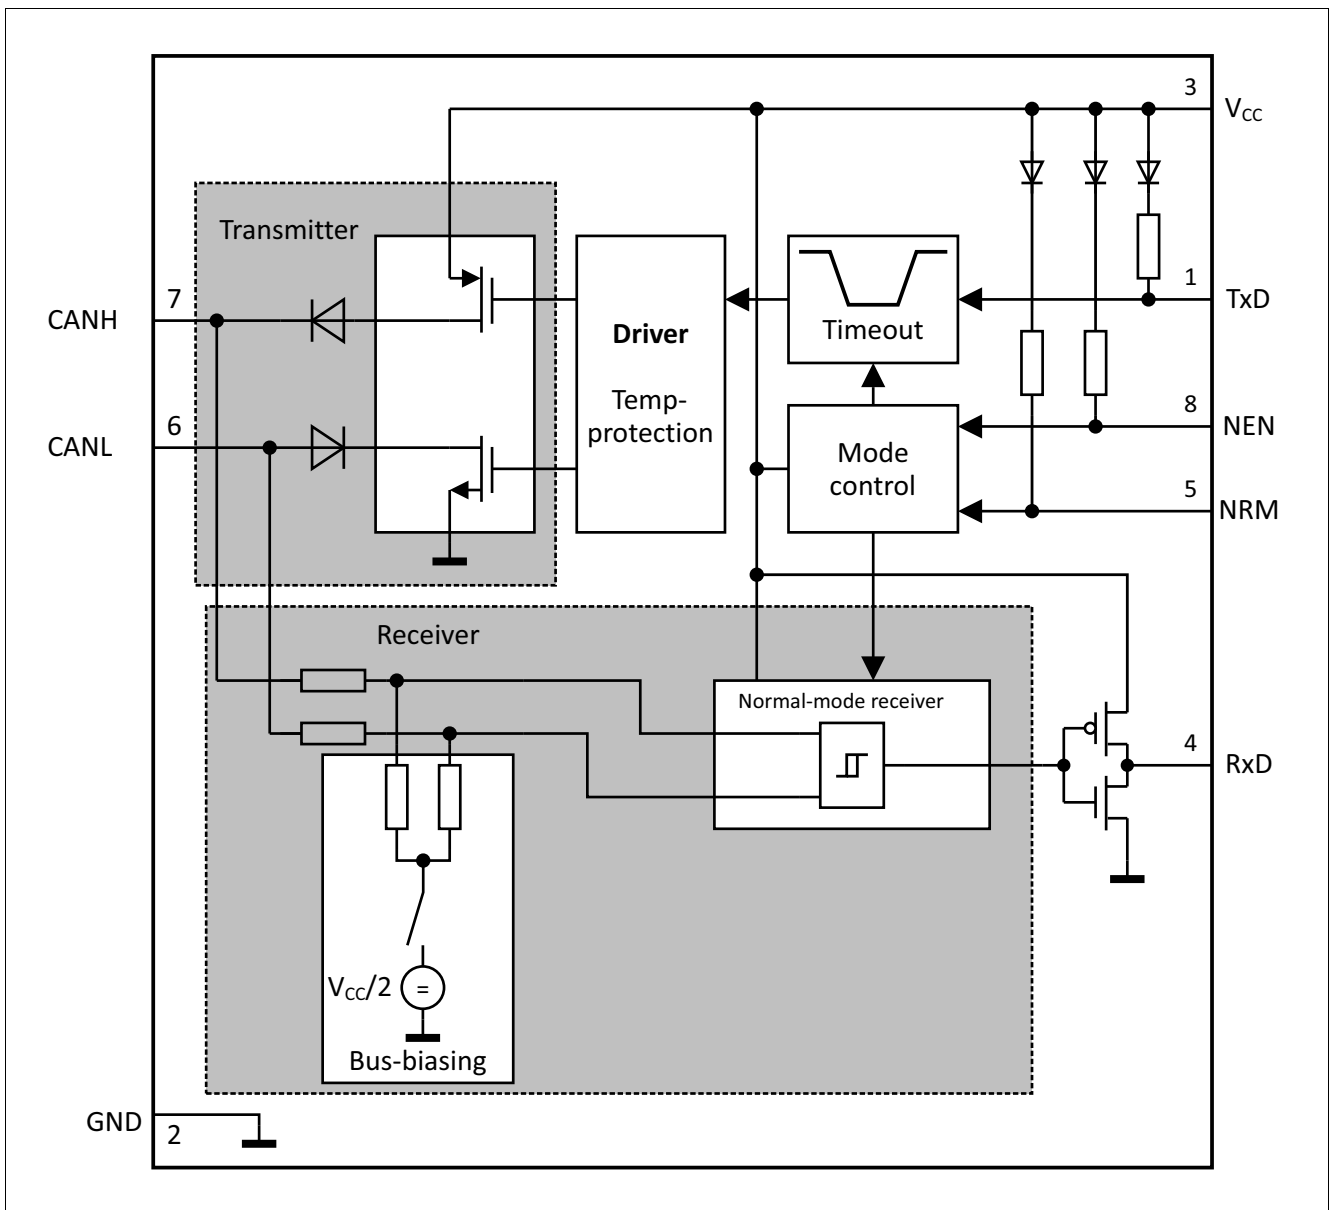 3
VCC
Transmitter
7
CANH
Driver
Timeout
1
TxD
Temp-
protection
6
CANL
Mode
control
8
NEN
5
NRM
Receiver
Normal-mode receiver
4
RxD
VCC/2
=
Bus-biasing
GND
2